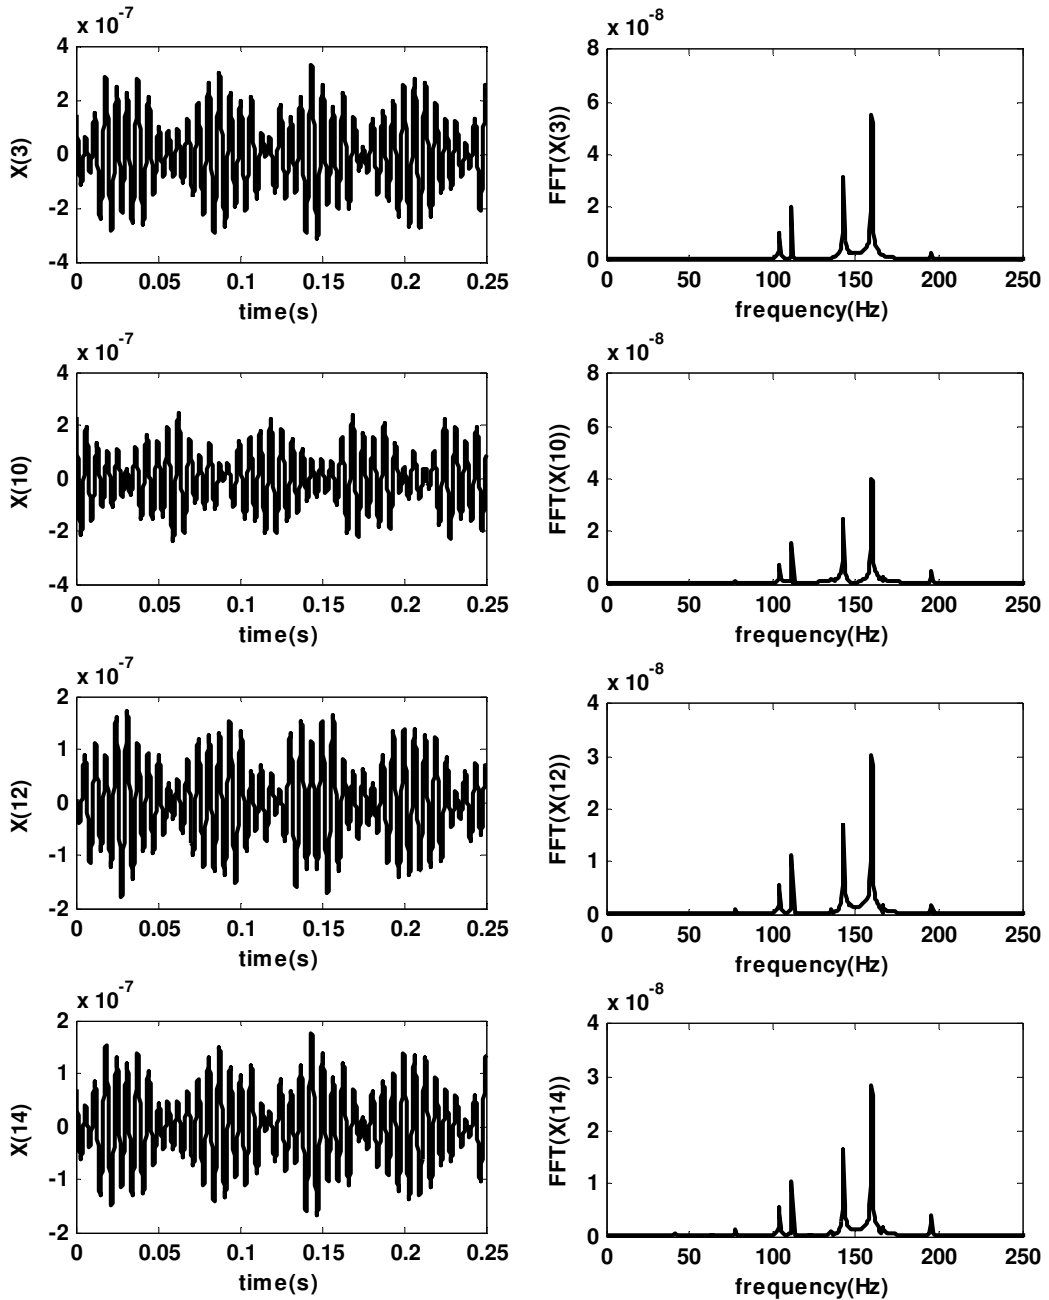 x 10^-7
4
2
0
-2
-4
X(3)
0 0.05 0.1 0.15 0.2 0.25
time(s)
x 10^-8
8
6
4
2
0
FFT(X(3))
0 50 100 150 200 250
frequency(Hz)
x 10^-7
4
2
0
-2
-4
X(10)
0 0.05 0.1 0.15 0.2 0.25
time(s)
x 10^-8
8
6
4
2
0
FFT(X(10))
0 50 100 150 200 250
frequency(Hz)
x 10^-7
2
1
0
-1
-2
X(12)
0 0.05 0.1 0.15 0.2 0.25
time(s)
x 10^-8
4
3
2
1
0
FFT(X(12))
0 50 100 150 200 250
frequency(Hz)
x 10^-7
2
1
0
-1
-2
X(14)
0 0.05 0.1 0.15 0.2 0.25
time(s)
x 10^-8
4
3
2
1
0
FFT(X(14))
0 50 100 150 200 250
frequency(Hz)